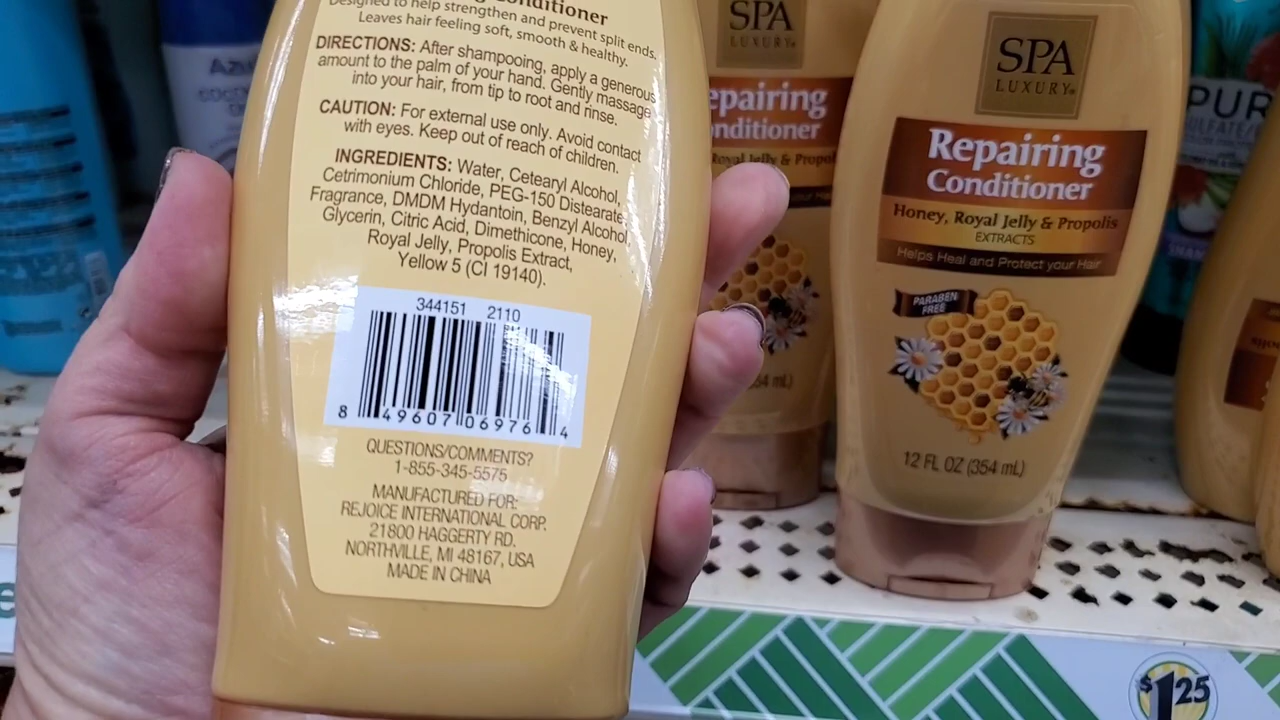 Conditioner
Designed to help strengthen and prevent split ends.
Leaves hair feeling soft, smooth & healthy.
DIRECTIONS: After shampooing, apply a generous
amount to the palm of your hand. Gently massage
into your hair, from tip to root and rinse.
CAUTION: For external use only. Avoid contact
with eyes. Keep out of reach of children.
INGREDIENTS: Water, Cetearyl Alcohol,
Cetrimonium Chloride, PEG-150 Distearate,
Fragrance, DMDM Hydantoin, Benzyl Alcohol,
Glycerin, Citric Acid, Dimethicone, Honey,
Royal Jelly, Propolis Extract,
Yellow 5 (CI 19140).
344151 2110
8 49607 06976 4
QUESTIONS/COMMENTS?
1-855-345-5575
MANUFACTURED FOR:
REJOICE INTERNATIONAL CORP.
21800 HAGGERTY RD.
NORTHVILLE, MI 48167, USA
MADE IN CHINA
SPA
LUXURY
epairing
onditioner
Royal Jelly & Propol
SPA
LUXURY
Repairing
Conditioner
Honey, Royal Jelly & Propolis
EXTRACTS
Helps Heal and Protect your Hair
PARABEN
FREE
12 FL OZ (354 mL)
PUR
$1.25